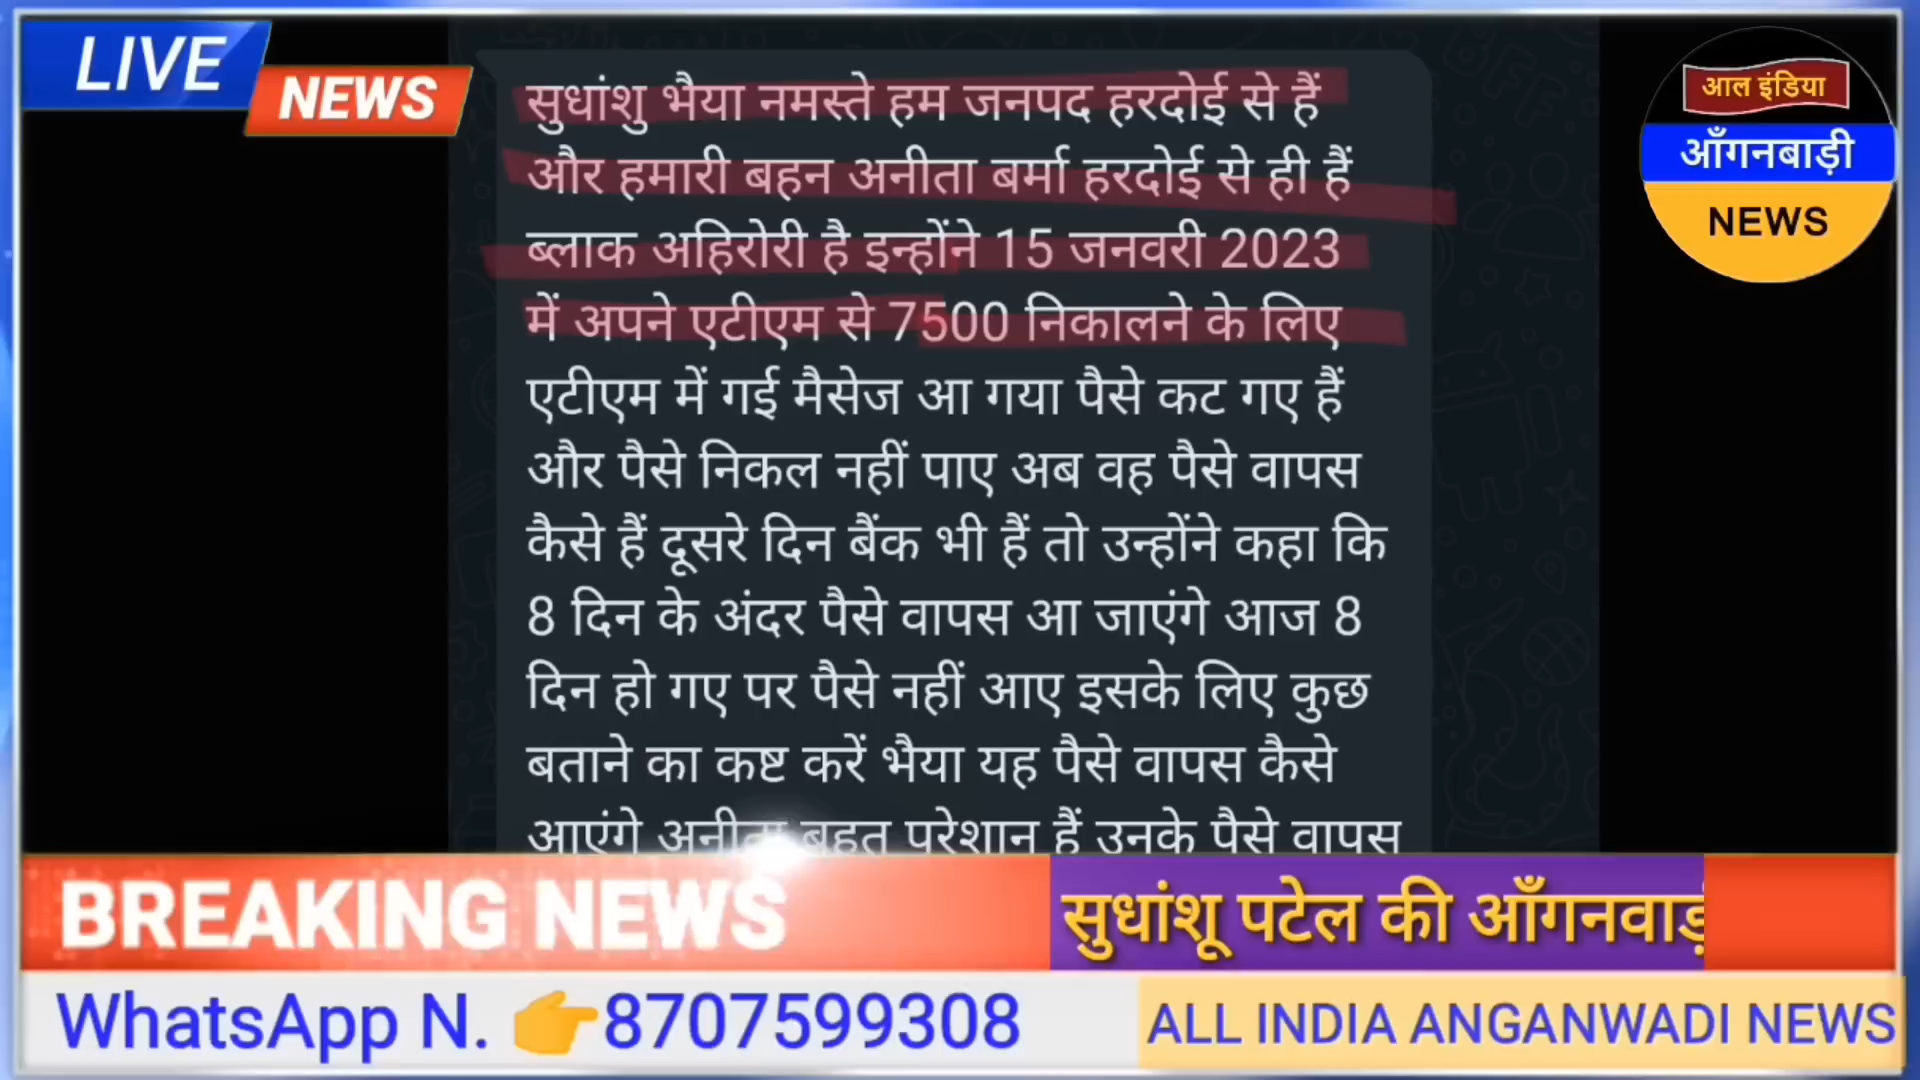 LIVE
NEWS
आल इंडिया
आँगनबाड़ी
NEWS
सुधांशु भैया नमस्ते हम जनपद हरदोई से हैं
और हमारी बहन अनीता बर्मा हरदोई से ही हैं
ब्लाक अहिरोरी है इन्होंने 15 जनवरी 2023
में अपने एटीएम से 7500 निकालने के लिए
एटीएम में गई मैसेज आ गया पैसे कट गए हैं
और पैसे निकल नहीं पाए अब वह पैसे वापस
कैसे हैं दूसरे दिन बैंक भी हैं तो उन्होंने कहा कि
8 दिन के अंदर पैसे वापस आ जाएंगे आज 8
दिन हो गए पर पैसे नहीं आए इसके लिए कुछ
बताने का कष्ट करें भैया यह पैसे वापस कैसे
आएंगे अनीता बहुत परेशान हैं उनके पैसे वापस
BREAKING NEWS
सुधांशू पटेल की आँगनवाड़
WhatsApp N. 👉8707599308
ALL INDIA ANGANWADI NEWS